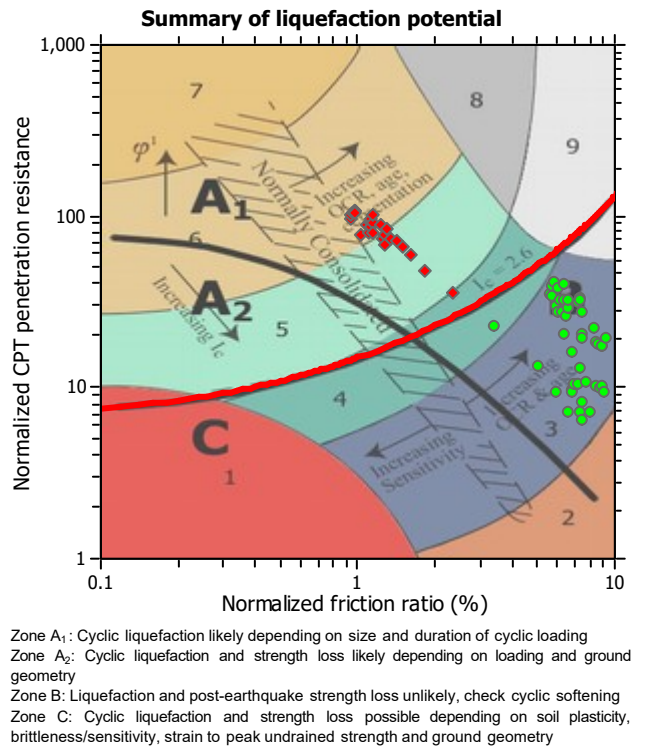 Summary of liquefaction potential
Normalized CPT penetration resistance
1,000
100
10
1
7
8
9
φ'
A1
Increasing
OCR, age,
cementation
Normally Consolidated
6
A2
Increasing Ic
5
Ic = 2.6
B
4
Increasing
OCR & age
3
Increasing
Sensitivity
C
1
2
0.1
1
10
Normalized friction ratio (%)
Zone A1: Cyclic liquefaction likely depending on size and duration of cyclic loading
Zone A2: Cyclic liquefaction and strength loss likely depending on loading and ground
geometry
Zone B: Liquefaction and post-earthquake strength loss unlikely, check cyclic softening
Zone C: Cyclic liquefaction and strength loss possible depending on soil plasticity,
brittleness/sensitivity, strain to peak undrained strength and ground geometry